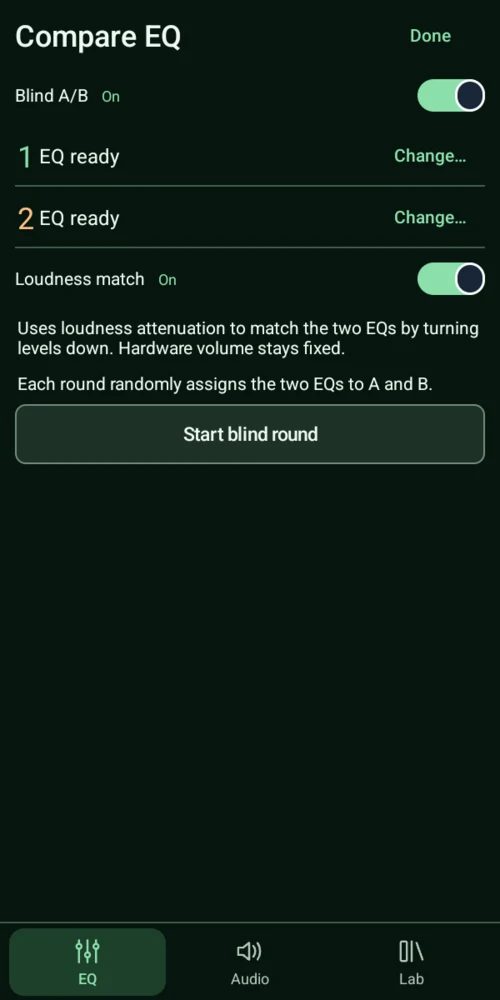 Compare EQ
Done
Blind A/B On
1 EQ ready
Change...
2 EQ ready
Change...
Loudness match On
Uses loudness attenuation to match the two EQs by turning
levels down. Hardware volume stays fixed.
Each round randomly assigns the two EQs to A and B.
Start blind round
EQ
Audio
Lab